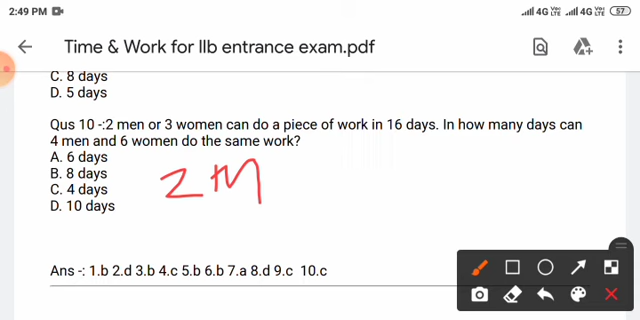 2:49 PM 4G VoLTE 4G VoLTE 57
Time & Work for llb entrance exam.pdf
C. 8 days
D. 5 days
Qus 10 -:2 men or 3 women can do a piece of work in 16 days. In how many days can
4 men and 6 women do the same work?
A. 6 days
B. 8 days
C. 4 days
D. 10 days
2 M
Ans -: 1.b 2.d 3.b 4.c 5.b 6.b 7.a 8.d 9.c 10.c